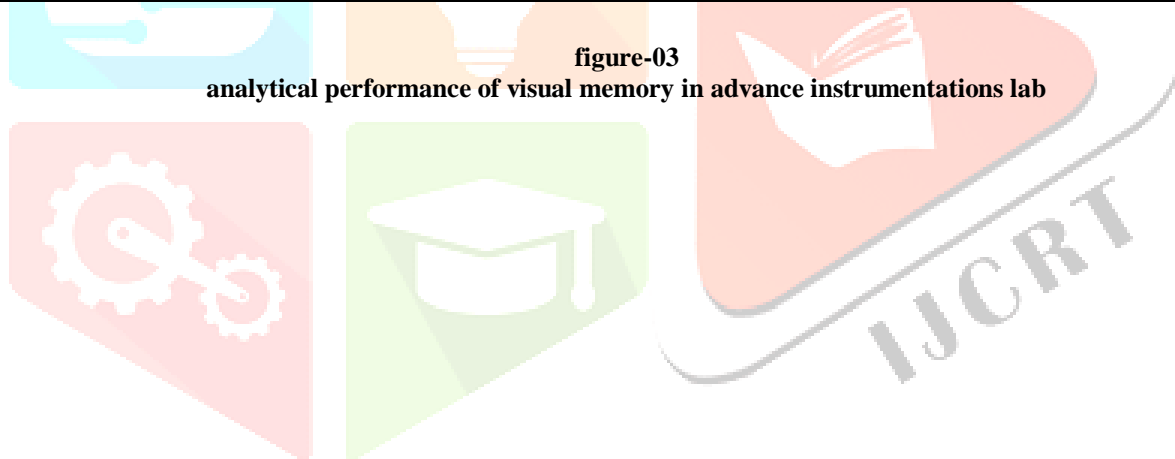 figure-03
analytical performance of visual memory in advance instrumentations lab
IJCRT